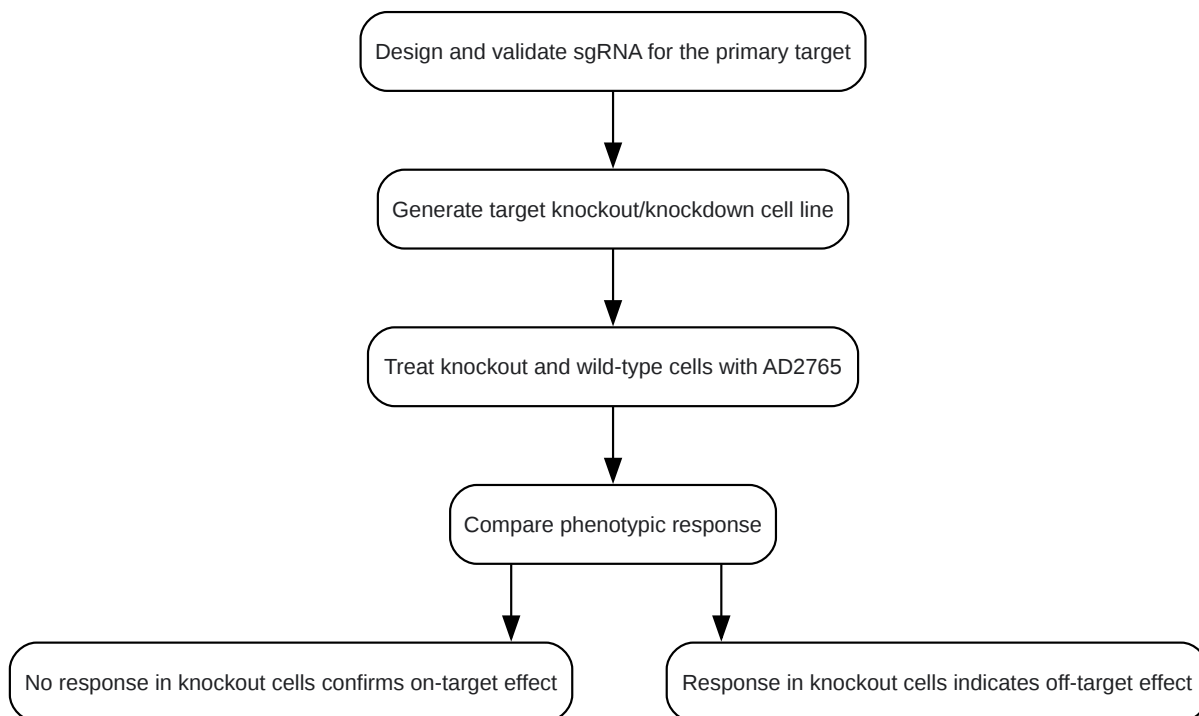 Design and validate sgRNA for the primary target
Generate target knockout/knockdown cell line
Treat knockout and wild-type cells with AD2765
Compare phenotypic response
No response in knockout cells confirms on-target effect
Response in knockout cells indicates off-target effect